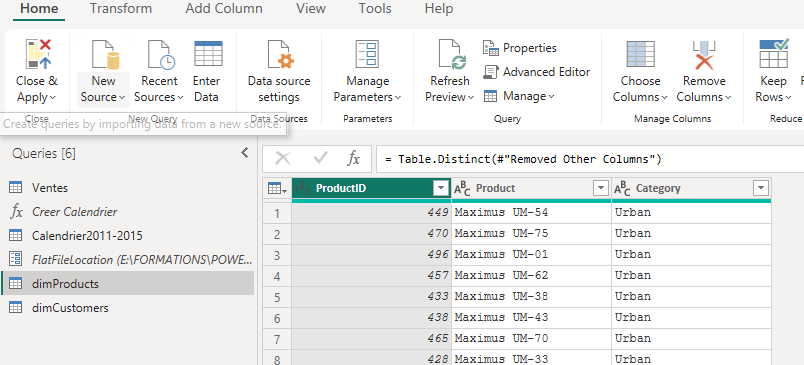 Home Transform Add Column View Tools Help
Close & Apply
New Source
Recent Sources
Enter Data
Data source settings
Manage Parameters
Refresh Preview
Properties
Advanced Editor
Manage
Choose Columns
Remove Columns
Keep Rows
Close New Query Data Sources Parameters Query Manage Columns Reduce
Create queries by importing data from a new source.
Queries [6]
Ventes
fx Creer Calendrier
Calendrier2011-2015
FlatFileLocation (E:\FORMATIONS\POWE...
dimProducts
dimCustomers
fx = Table.Distinct(#"Removed Other Columns")
ProductID ABC Product ABC Category
1 449 Maximus UM-54 Urban
2 470 Maximus UM-75 Urban
3 496 Maximus UM-01 Urban
4 457 Maximus UM-62 Urban
5 433 Maximus UM-38 Urban
6 438 Maximus UM-43 Urban
7 465 Maximus UM-70 Urban
8 428 Maximus UM-33 Urban